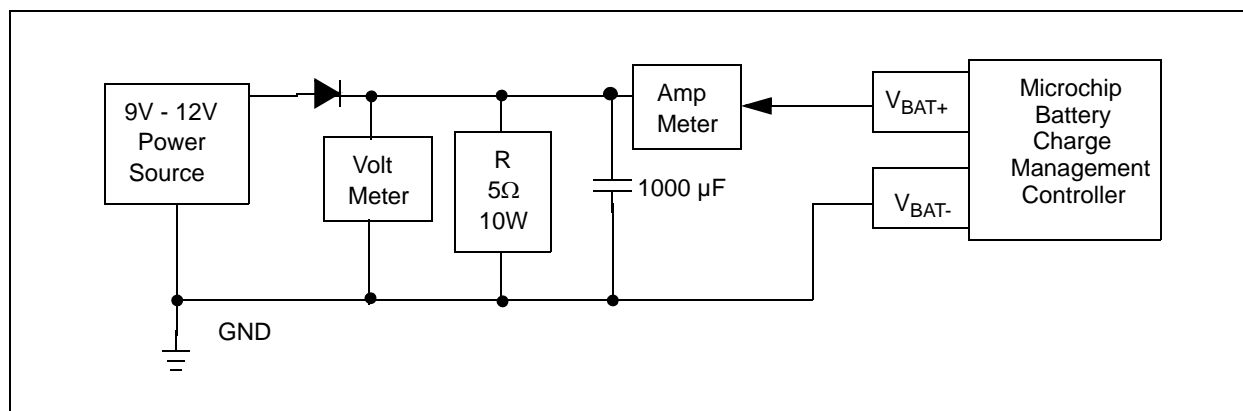 9V - 12V
Power
Source
Volt
Meter
R
5Ω
10W
1000 µF
Amp
Meter
VBAT+
VBAT-
Microchip
Battery
Charge
Management
Controller
GND